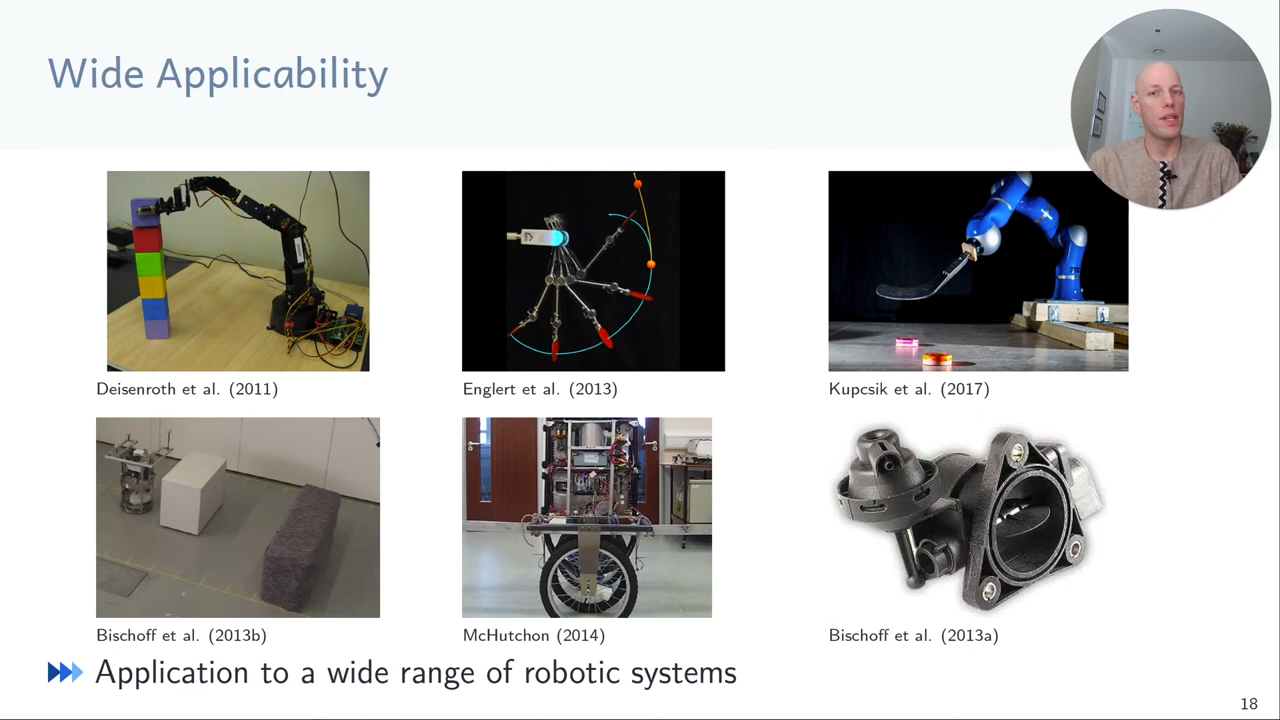 Wide Applicability
Deisenroth et al. (2011)
Englert et al. (2013)
Kupcsik et al. (2017)
Bischoff et al. (2013b)
McHutchon (2014)
Bischoff et al. (2013a)
Application to a wide range of robotic systems
18